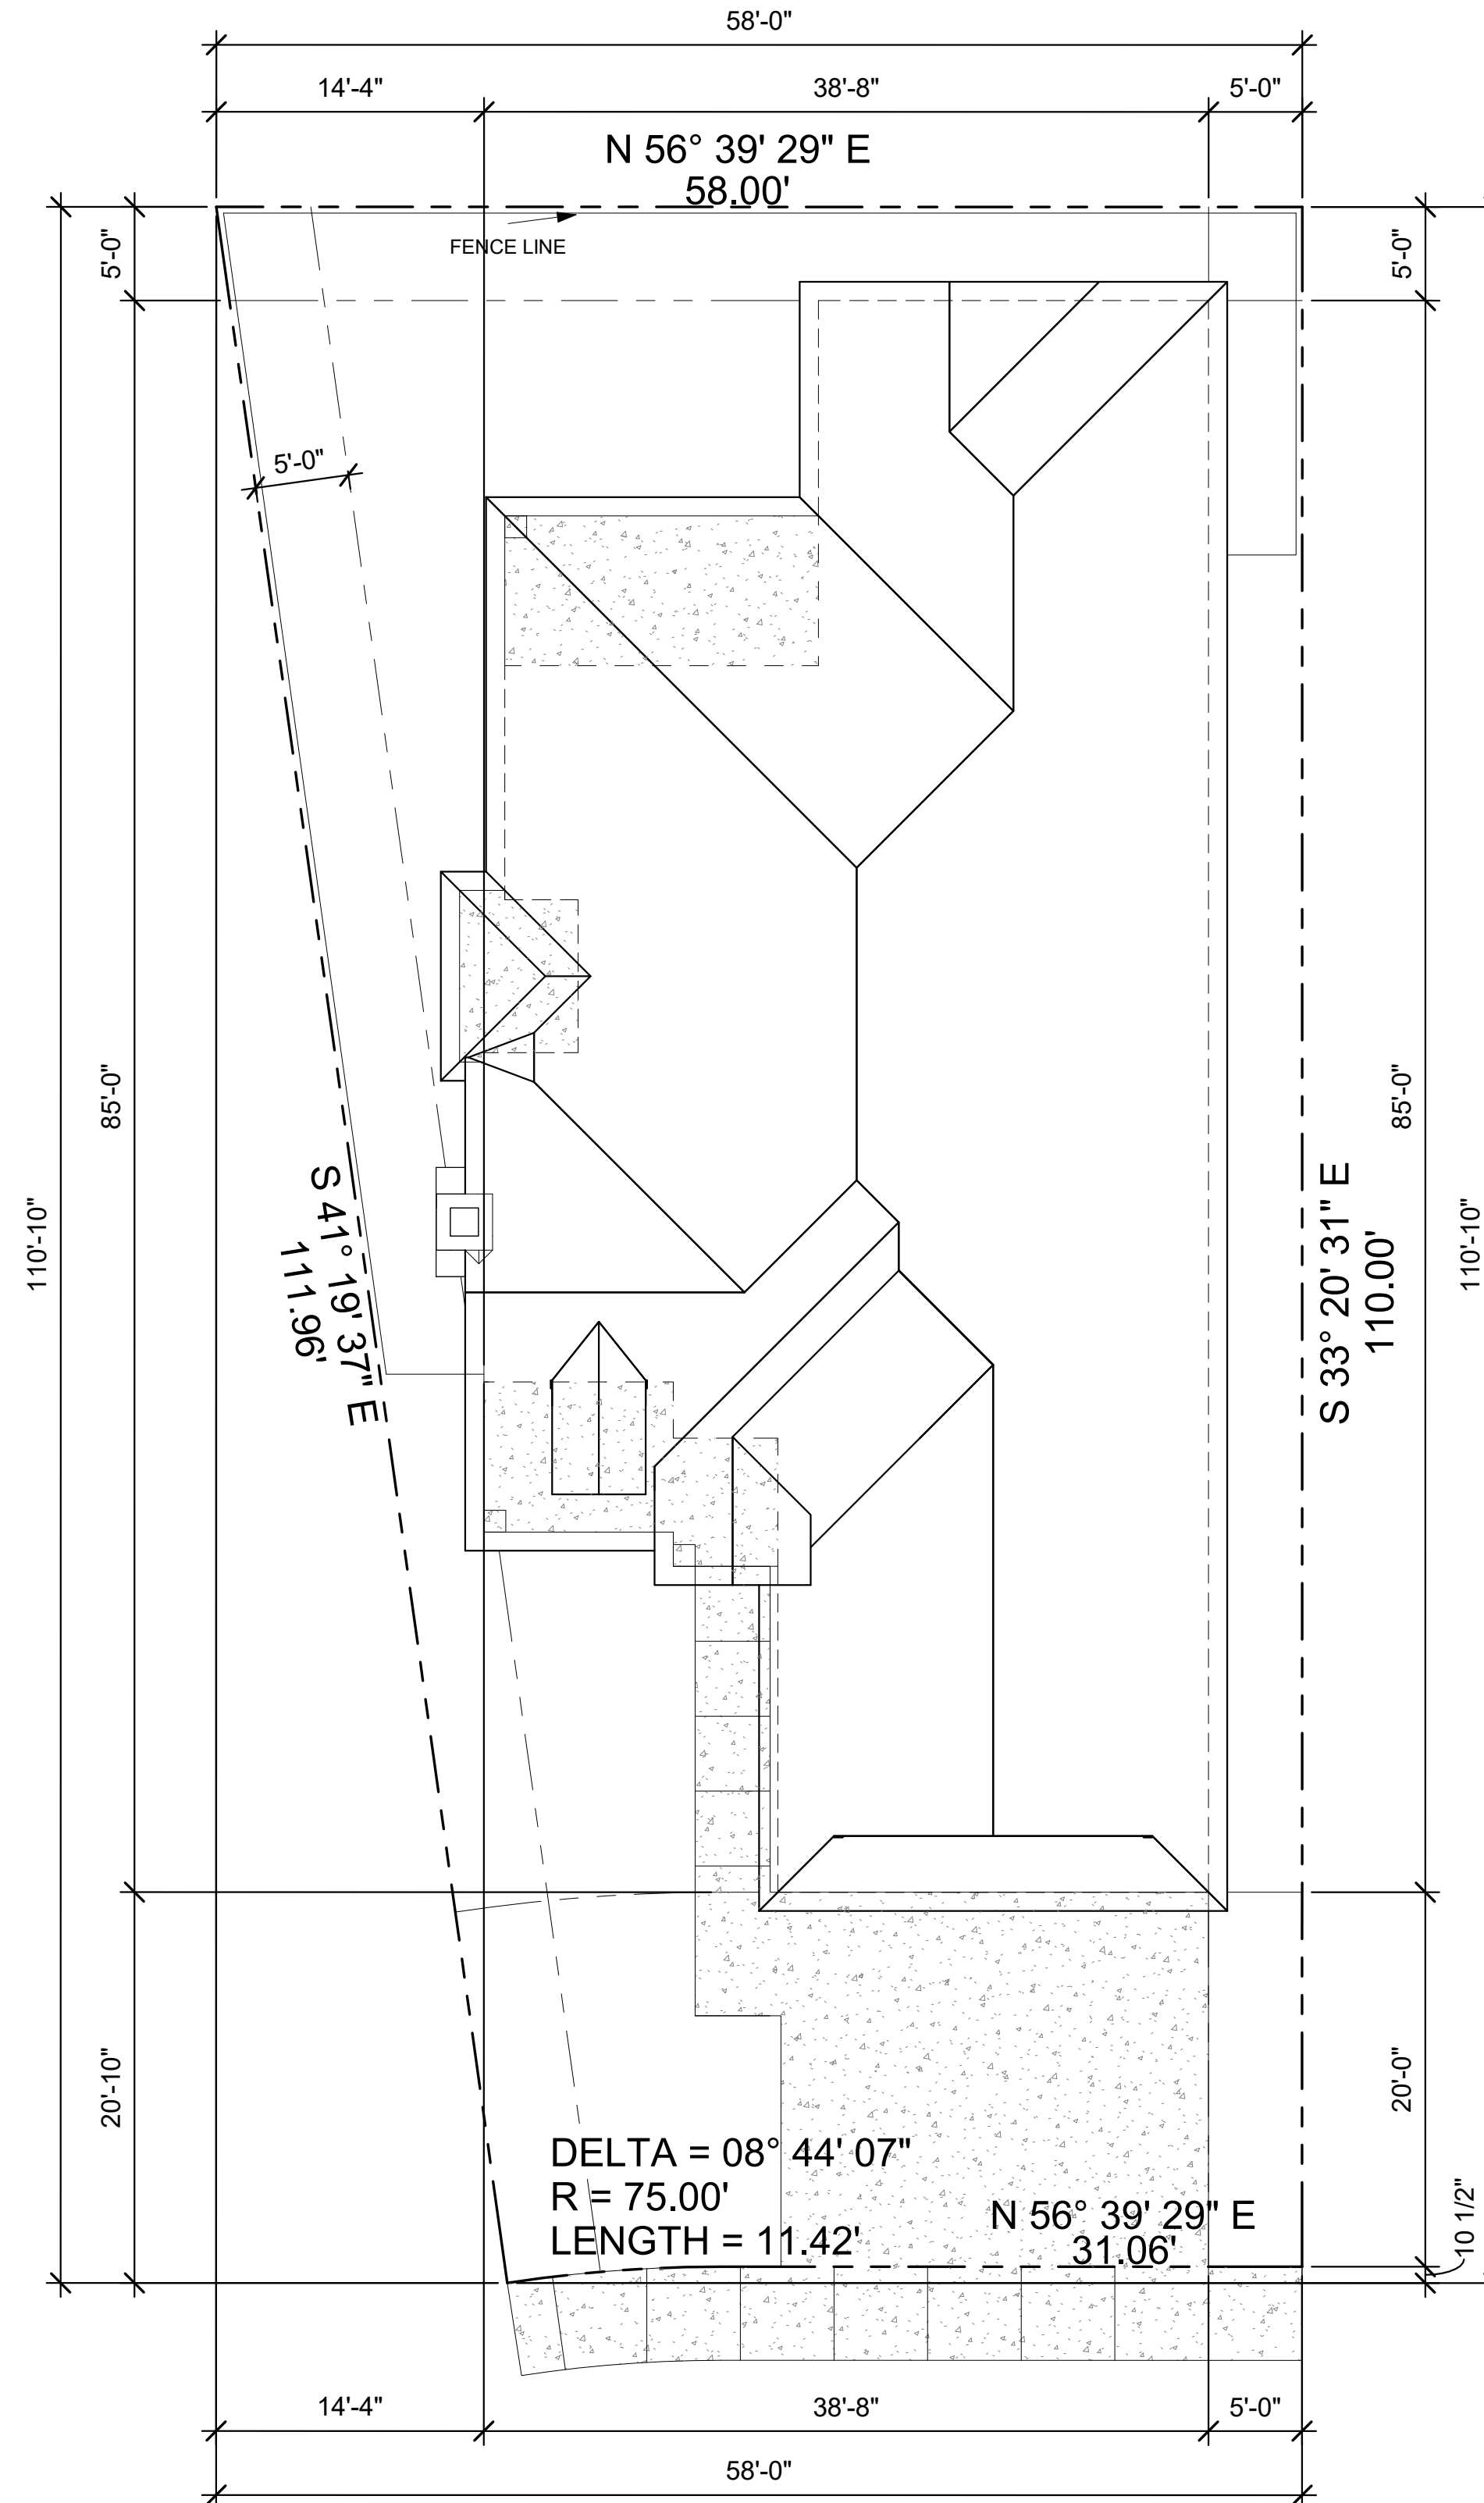 58'-0"
14'-4"
38'-8"
5'-0"
N 56° 39' 29" E
58.00'
FENCE LINE
5'-0"
5'-0"
5'-0"
85'-0"
85'-0"
110'-10"
110'-10"
S 41° 19' 37" E
111.96'
S 33° 20' 31" E
110.00'
20'-10"
20'-0"
DELTA = 08° 44' 07"
R = 75.00'
LENGTH = 11.42'
N 56° 39' 29" E
31.06'
10 1/2"
14'-4"
38'-8"
5'-0"
58'-0"